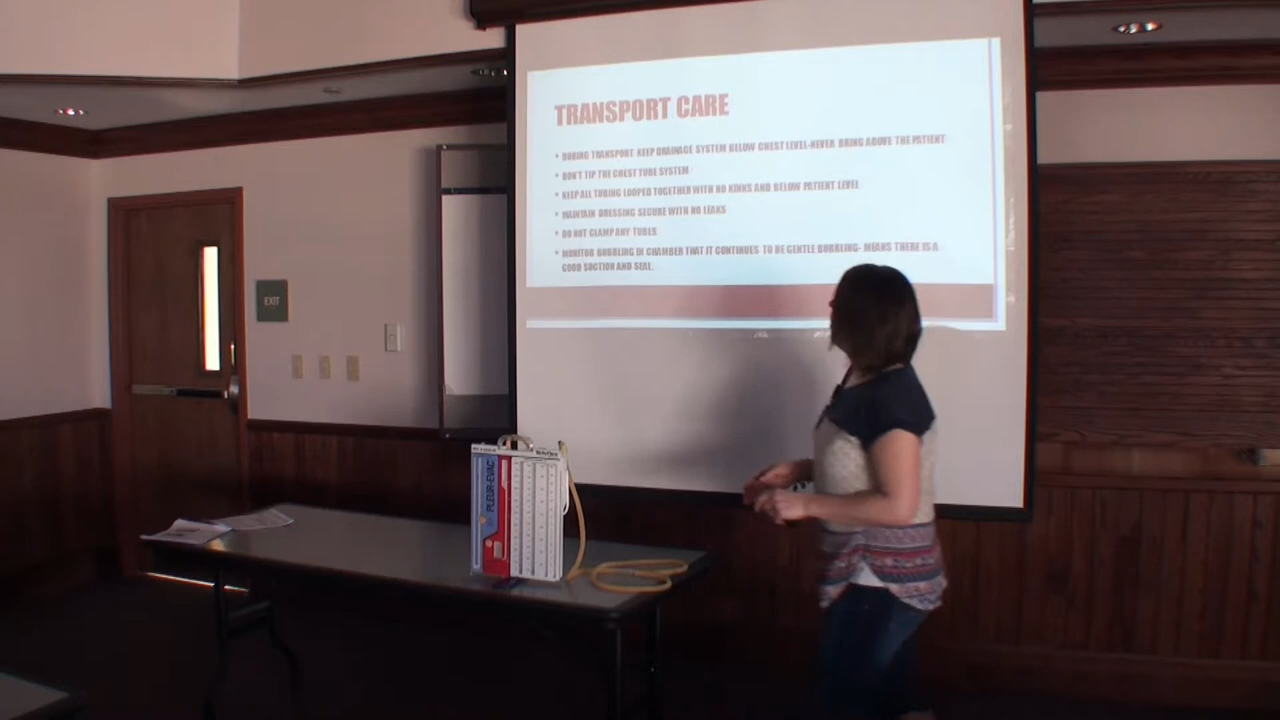 TRANSPORT CARE
• DURING TRANSPORT KEEP DRAINAGE SYSTEM BELOW CHEST LEVEL-NEVER BRING ABOVE THE PATIENT
• DON'T TIP THE CHEST TUBE SYSTEM
• KEEP ALL TUBING LOOPED TOGETHER WITH NO KINKS AND BELOW PATIENT LEVEL
• MAINTAIN DRESSING SECURE WITH NO LEAKS
• DO NOT CLAMP ANY TUBES
• MONITOR BUBBLING IN CHAMBER THAT IT CONTINUES TO BE GENTLE BUBBLING- MEANS THERE IS A
GOOD SUCTION AND SEAL.
EXIT
PLEUR-EVAC